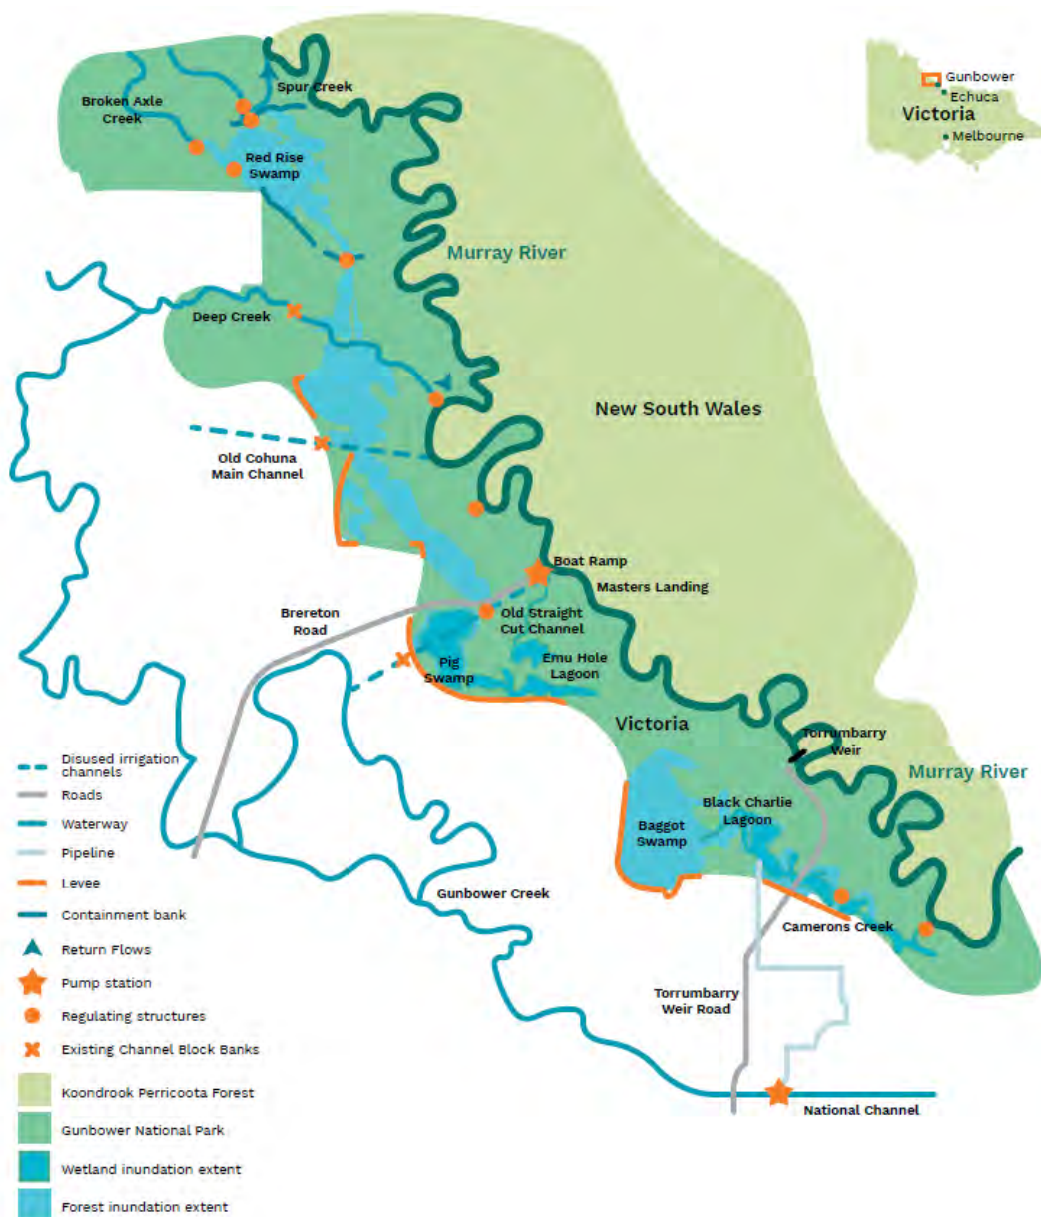 Spur Creek
Broken Axle
Creek
Red Rise
Swamp
Gunbower
Echuca
Victoria
Melbourne
Murray River
Deep Creek
New South Wales
Old Cohuna
Main Channel
Boat Ramp
Masters Landing
Brereton
Road
Old Straight
Cut Channel
Pig
Swamp
Emu Hole
Lagoon
Victoria
Torrumbarry
Weir
Murray River
Black Charlie
Lagoon
Baggot
Swamp
Gunbower Creek
Camerons Creek
Torrumbarry
Weir Road
National Channel
Disused irrigation
channels
Roads
Waterway
Pipeline
Levee
Containment bank
Return Flows
Pump station
Regulating structures
Existing Channel Block Banks
Koondrook Perricoota Forest
Gunbower National Park
Wetland inundation extent
Forest inundation extent